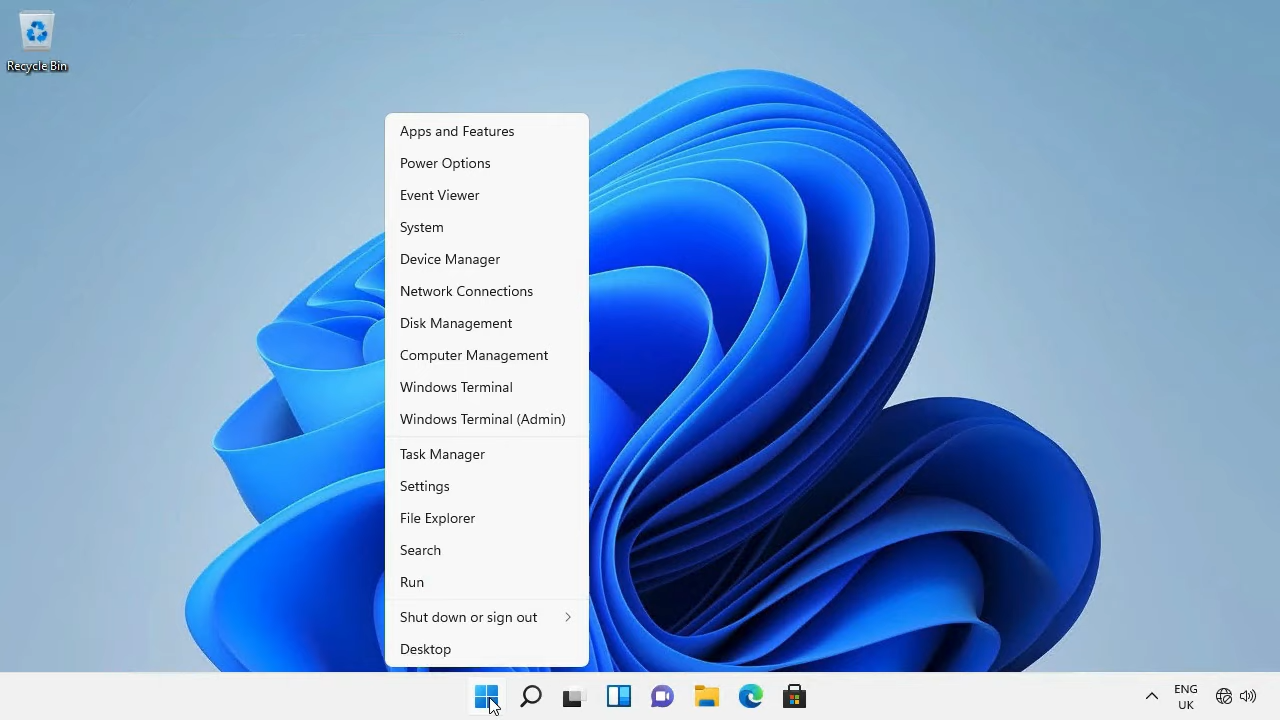 Recycle Bin
Apps and Features
Power Options
Event Viewer
System
Device Manager
Network Connections
Disk Management
Computer Management
Windows Terminal
Windows Terminal (Admin)
Task Manager
Settings
File Explorer
Search
Run
Shut down or sign out
Desktop
ENG
UK